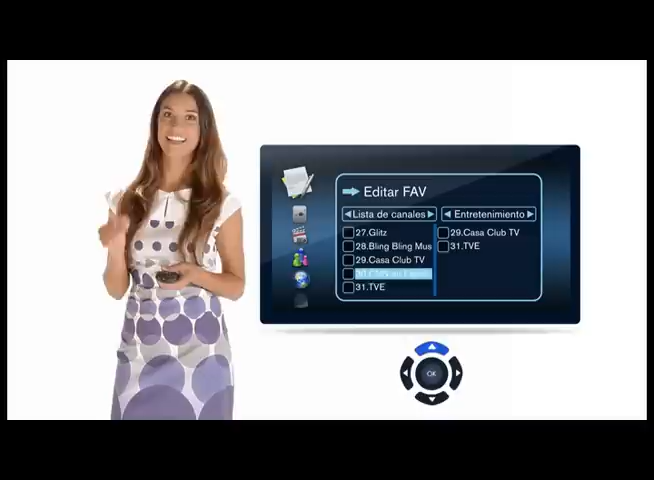 Editar FAV
Lista de canales
Entretenimiento
27.Glitz
28.Bling Bling Mus
29.Casa Club TV
31.TVE
29.Casa Club TV
31.TVE
OK